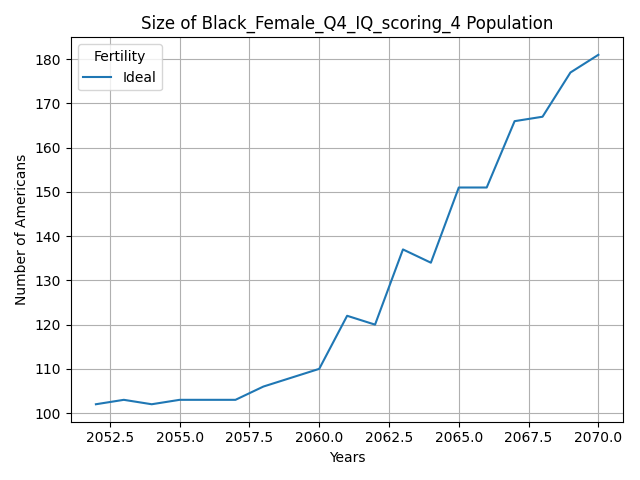 Size of Black_Female_Q4_IQ_scoring_4 Population
Fertility
Ideal
Number of Americans
180
170
160
150
140
130
120
110
100
2052.5 2055.0 2057.5 2060.0 2062.5 2065.0 2067.5 2070.0
Years